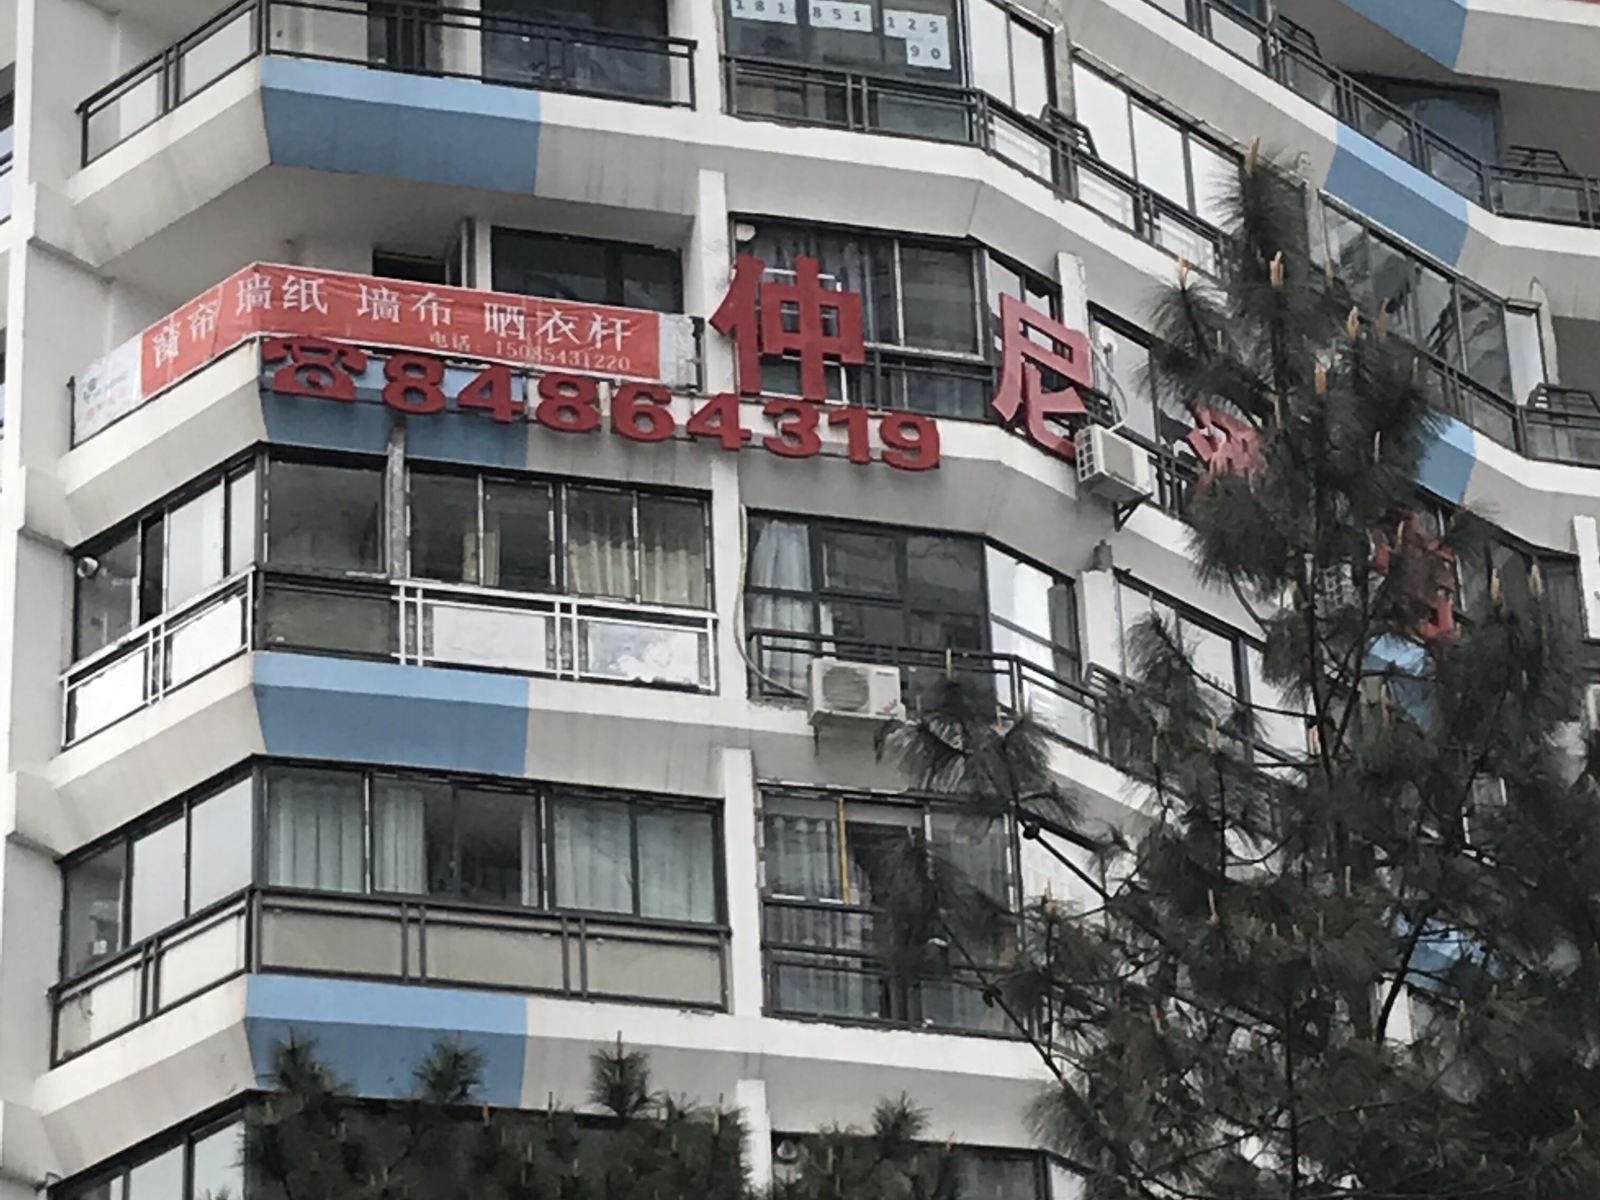 181 851 125
90
窗帘 墙纸 墙布 晒衣杆
电话：15085431220
仲尼
☎84864319